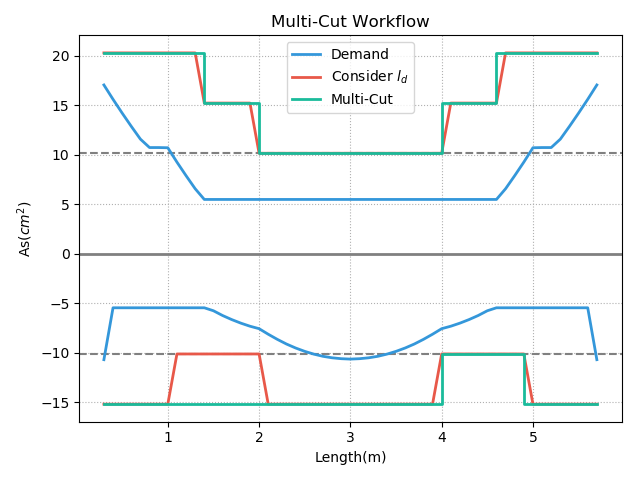 Multi-Cut Workflow
Demand
Consider $l_d$
Multi-Cut
As($cm^2$)
20
15
10
5
0
−5
−10
−15
1 2 3 4 5
Length(m)